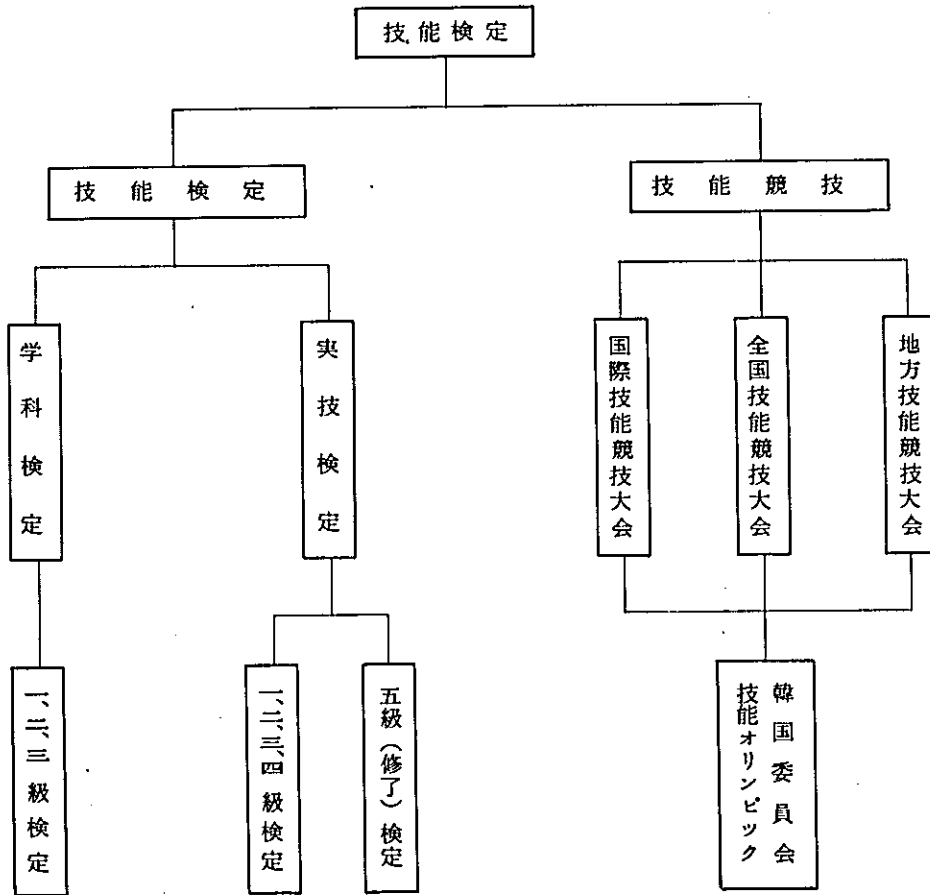 技能検定
技能検定
技能競技
学科検定
実技検定
国際技能競技大会
全国技能競技大会
地方技能競技大会
一、二、三級検定
一、二、三、四級検定
五級（修了）検定
韓国委員会
技能オリンピック